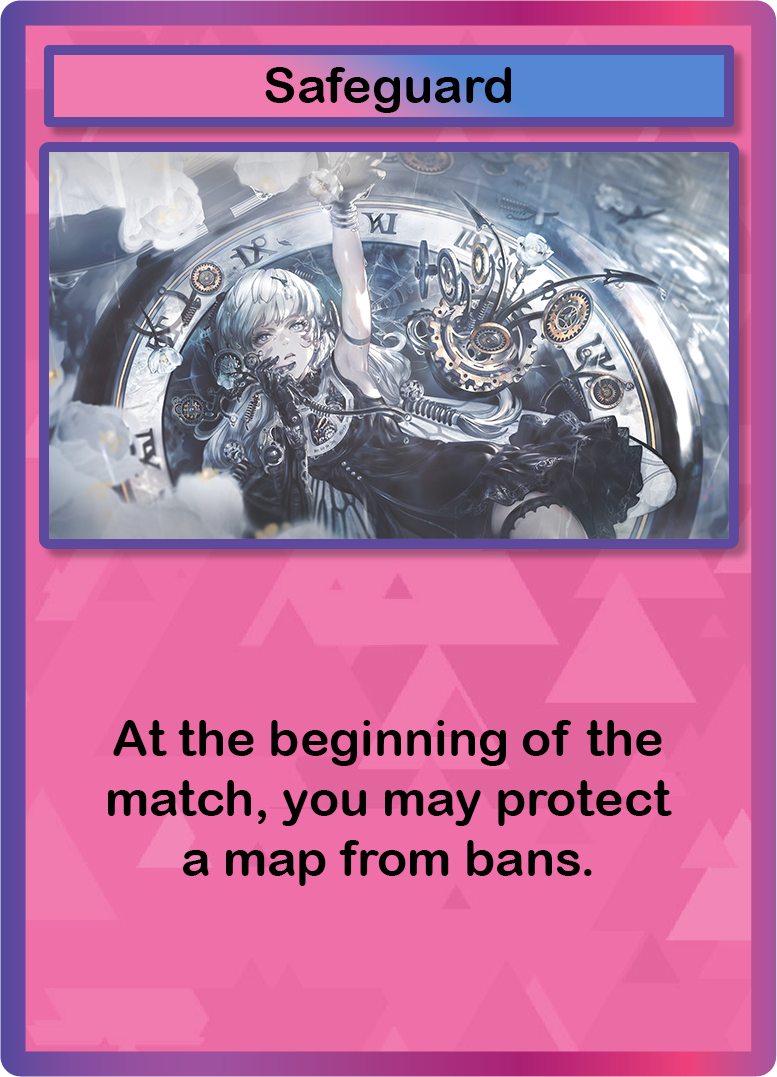 Safeguard
At the beginning of the
match, you may protect
a map from bans.